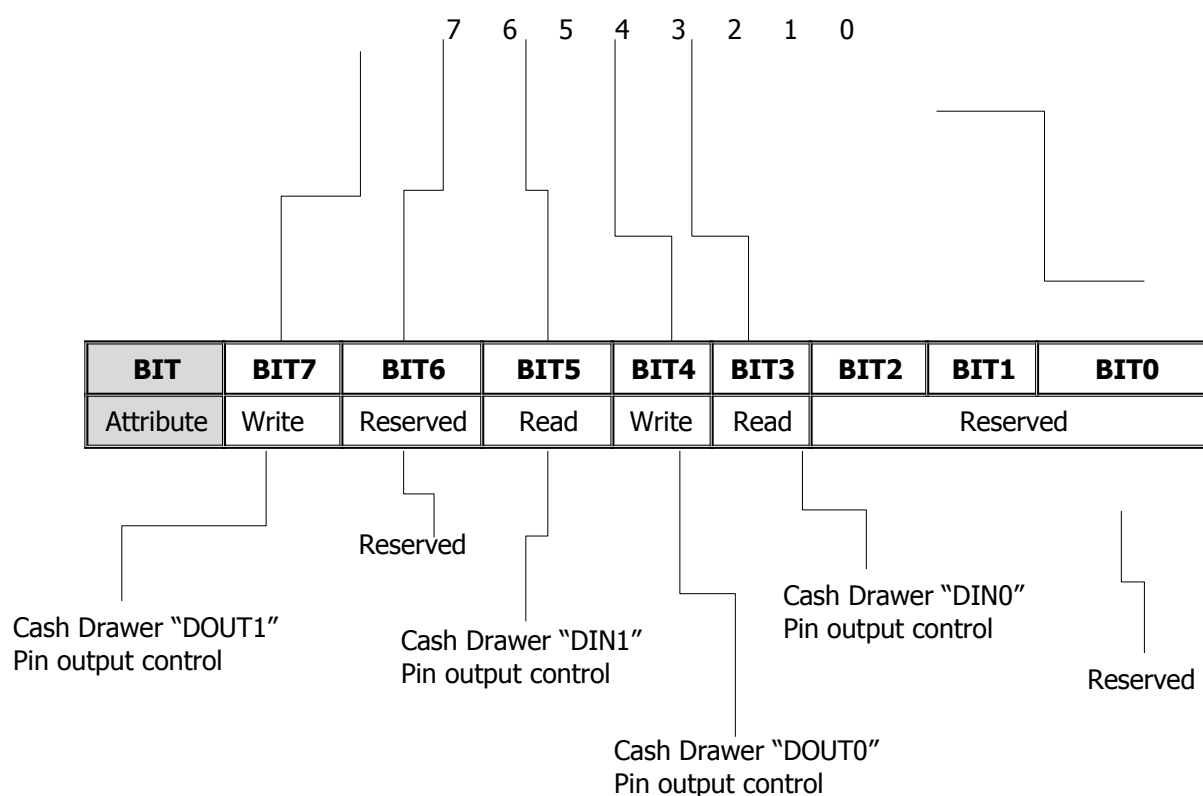 7 6 5 4 3 2 1 0
BIT BIT7 BIT6 BIT5 BIT4 BIT3 BIT2 BIT1 BIT0
Attribute Write Reserved Read Write Read Reserved
Reserved
Cash Drawer “DOUT1”
Pin output control
Cash Drawer “DIN1”
Pin output control
Cash Drawer “DIN0”
Pin output control
Reserved
Cash Drawer “DOUT0”
Pin output control